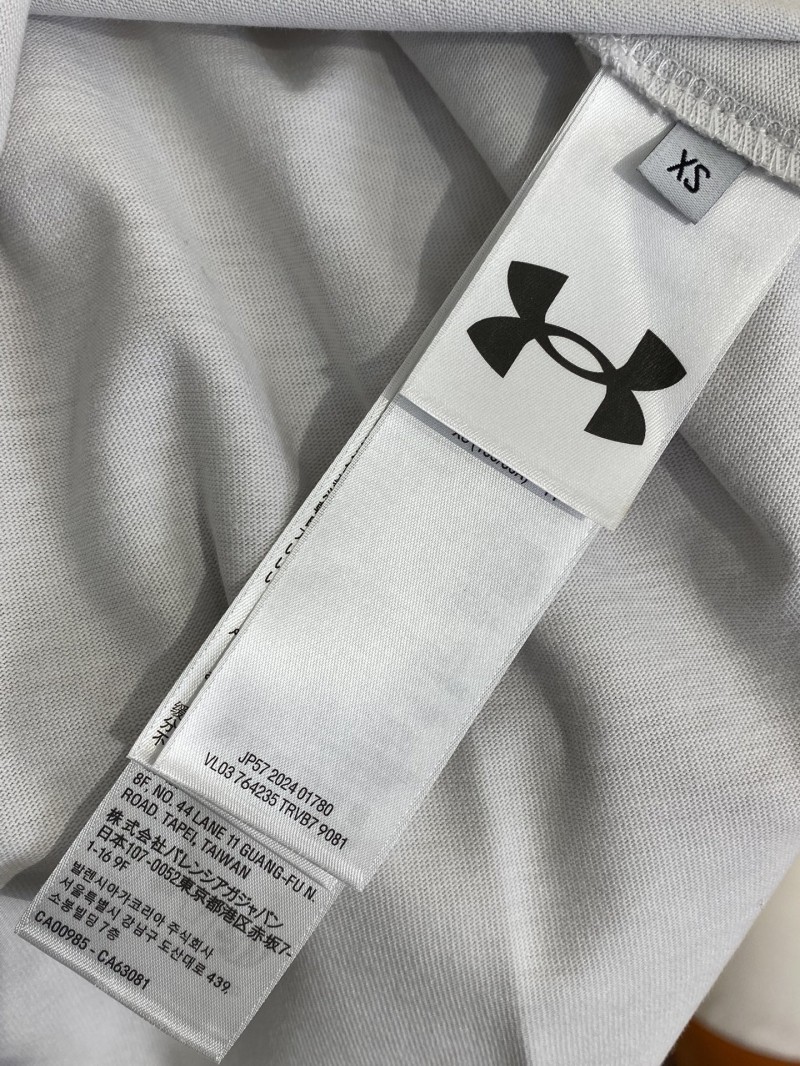 XS
JP57 2024 01780
VL03 764235 TRVB7 9081
8F. NO. 44 LANE 11 GUANG-FU N.
ROAD, TAPEI, TAIWAN
株式会社バレンシアガジャパン
日本107-0052東京都港区赤坂7-
1-16 9F
발렌시아가코리아 주식회사
서울특별시 강남구 도산대로 439,
소봉빌딩 7층
CA00985 - CA63081